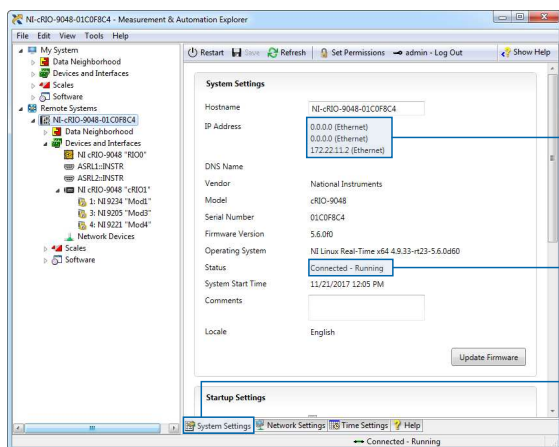 NI-cRIO-9048-01C0F8C4 - Measurement & Automation Explorer
File Edit View Tools Help
My System
Data Neighborhood
Devices and Interfaces
Scales
Software
Remote Systems
NI-cRIO-9048-01C0F8C4
Data Neighborhood
Devices and Interfaces
NI cRIO-9048 "RIO0"
ASRL1::INSTR
ASRL2::INSTR
NI cRIO-9048 "cRIO1"
1: NI 9234 "Mod1"
3: NI 9205 "Mod3"
4: NI 9221 "Mod4"
Network Devices
Scales
Software
Restart Save Refresh Set Permissions admin - Log Out Show Help
System Settings
Hostname NI-cRIO-9048-01C0F8C4
IP Address 0.0.0.0 (Ethernet)
0.0.0.0 (Ethernet)
172.22.11.2 (Ethernet)
DNS Name
Vendor National Instruments
Model cRIO-9048
Serial Number 01C0F8C4
Firmware Version 5.6.0f0
Operating System NI Linux Real-Time x64 4.9.33-rt23-5.6.0d60
Status Connected - Running
System Start Time 11/21/2017 12:05 PM
Comments
Locale English
Update Firmware
Startup Settings
System Settings Network Settings Time Settings Help
Connected - Running